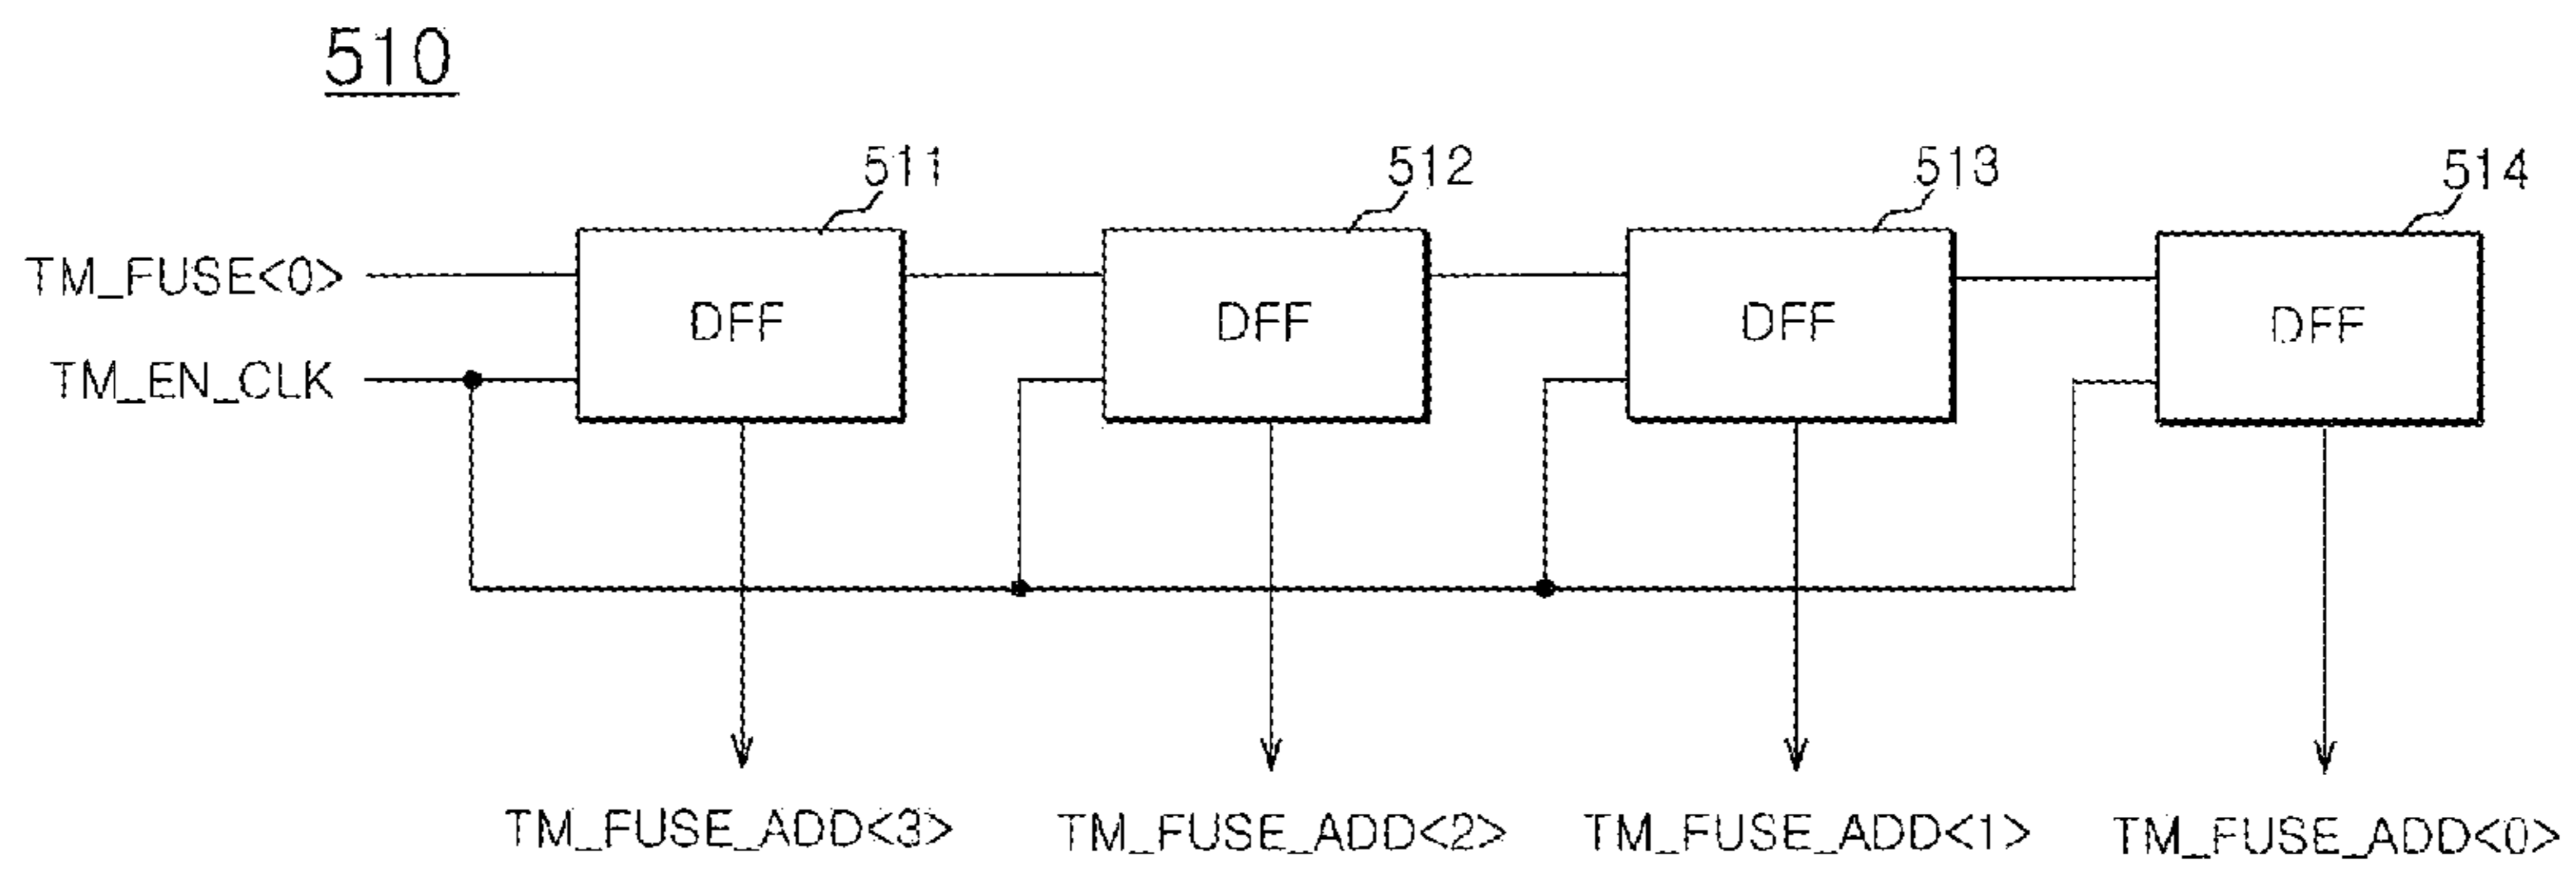 510
511 512 513 514
TM_FUSE<0>
DFF DFF DFF DFF
TM_EN_CLK
TM_FUSE_ADD<3> TM_FUSE_ADD<2> TM_FUSE_ADD<1> TM_FUSE_ADD<0>